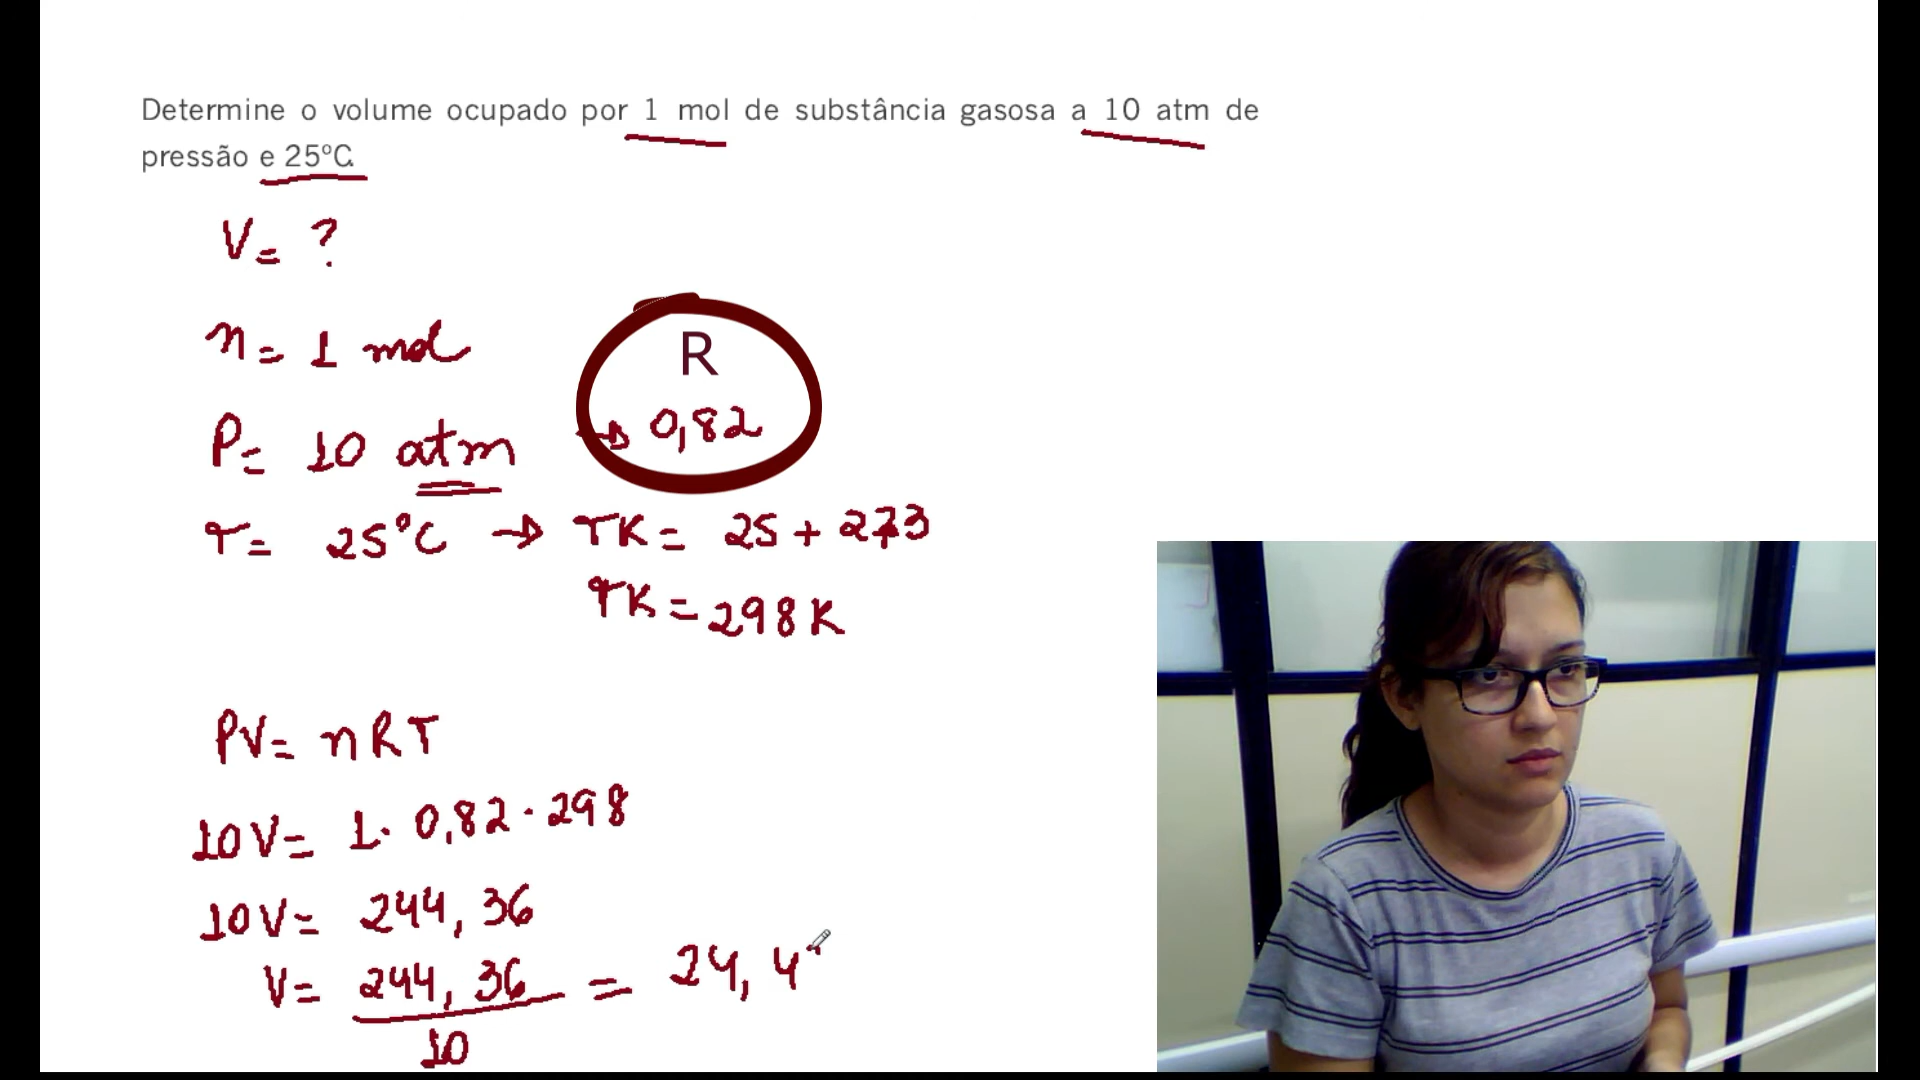 Determine o volume ocupado por 1 mol de substância gasosa a 10 atm de
pressão e 25°C.
V= ?
n= 1 mol
R
P= 10 atm → 0,82
T= 25°C → TK= 25 + 273
TK = 298K
PV= nRT
10V= 1· 0,82 · 298
10V= 244,36
V= 244,36 = 24,4
10